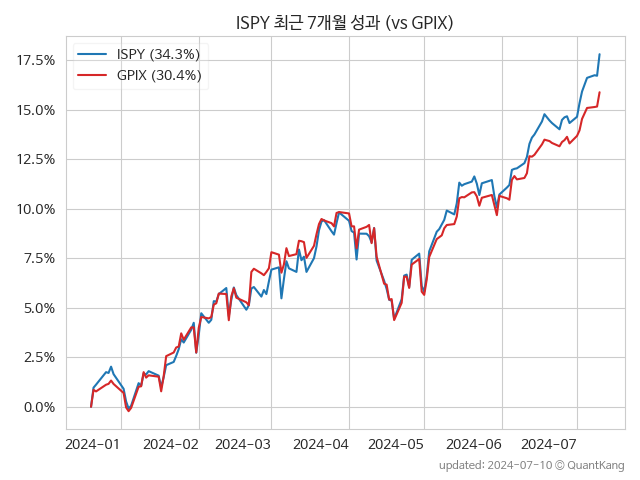 ISPY 최근 7개월 성과 (vs GPIX)
ISPY (34.3%)
GPIX (30.4%)
17.5%
15.0%
12.5%
10.0%
7.5%
5.0%
2.5%
0.0%
2024-01 2024-02 2024-03 2024-04 2024-05 2024-06 2024-07
updated: 2024-07-10 © QuantKang